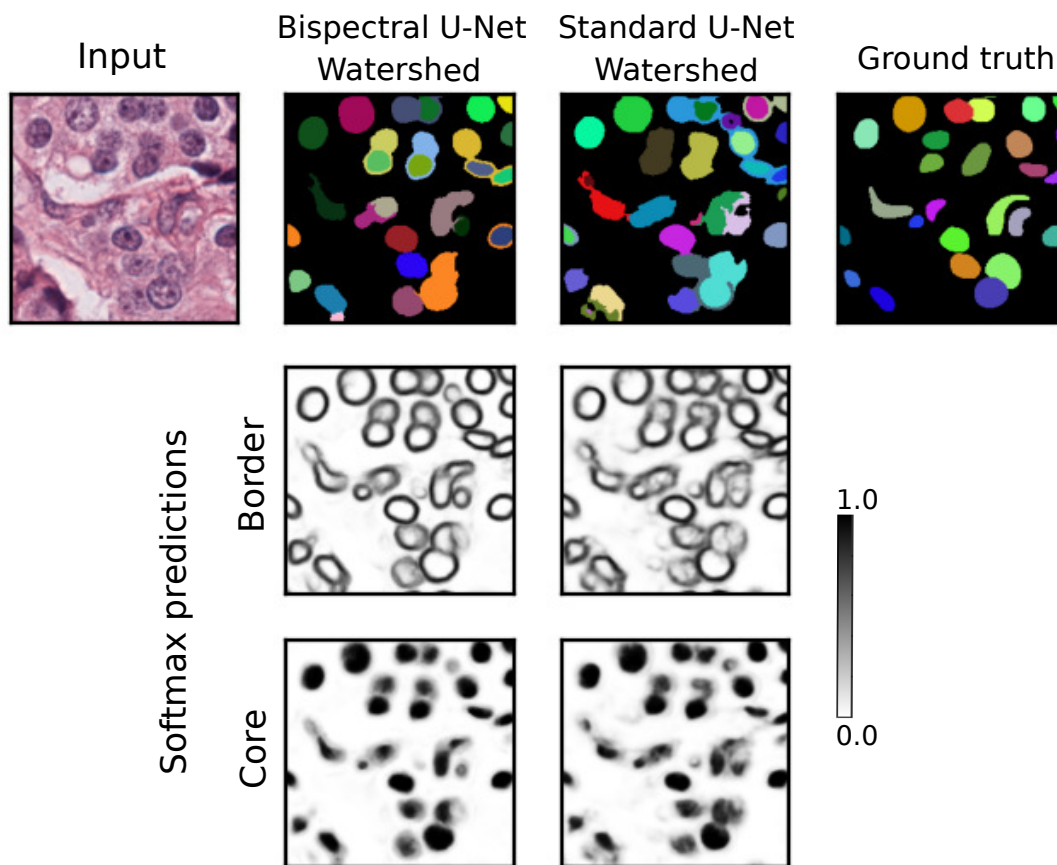 Input
Bispectral U-Net
Watershed
Standard U-Net
Watershed
Ground truth
Softmax predictions
Border
Core
1.0
0.0